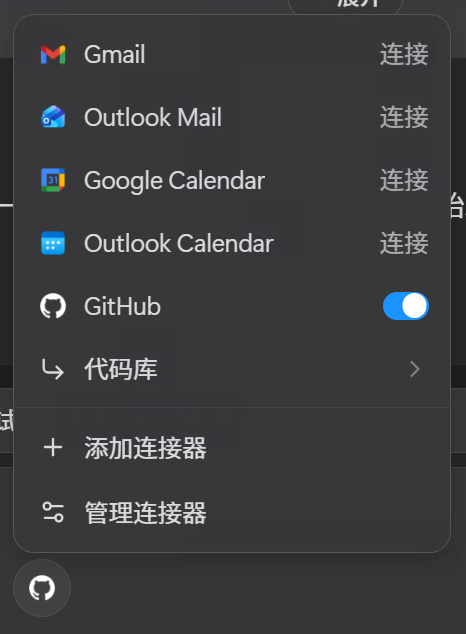 展开
Gmail 连接
Outlook Mail 连接
Google Calendar 连接
Outlook Calendar 连接
GitHub
代码库
添加连接器
管理连接器